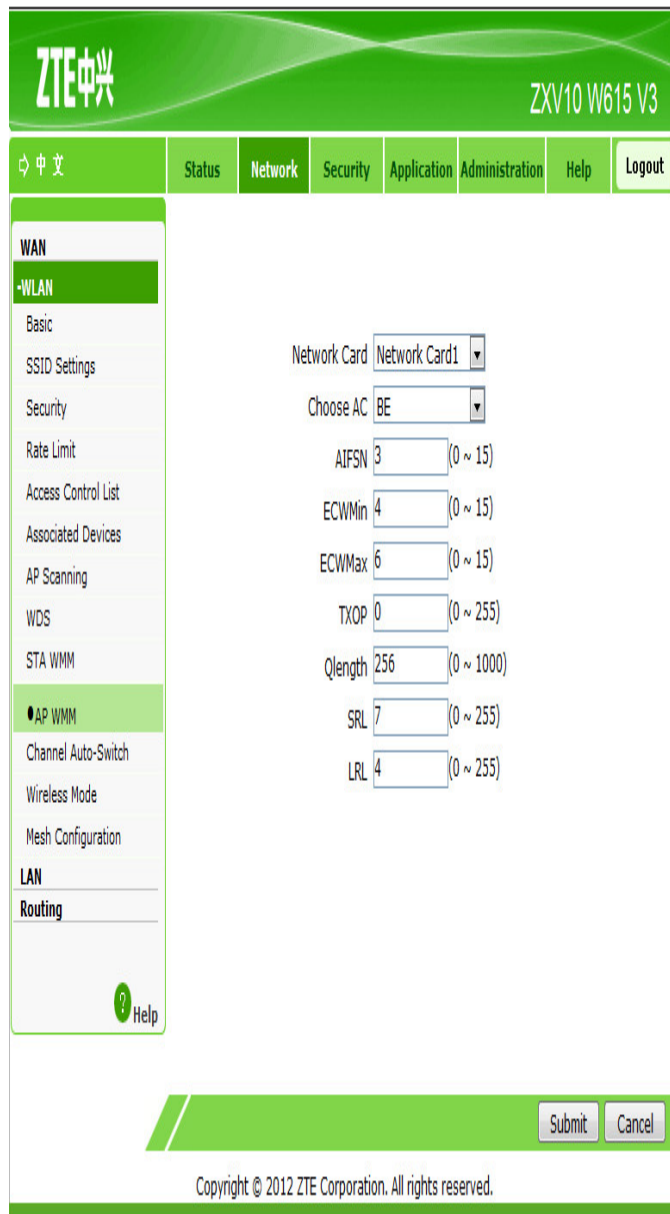 ZTE中兴
ZXV10 W615 V3
中文
Status Network Security Application Administration Help Logout
WAN
-WLAN
Basic
SSID Settings
Security
Rate Limit
Access Control List
Associated Devices
AP Scanning
WDS
STA WMM
AP WMM
Channel Auto-Switch
Wireless Mode
Mesh Configuration
LAN
Routing
? Help
Network Card Network Card1
Choose AC BE
AIFSN 3 (0 ~ 15)
ECWMin 4 (0 ~ 15)
ECWMax 6 (0 ~ 15)
TXOP 0 (0 ~ 255)
Qlength 256 (0 ~ 1000)
SRL 7 (0 ~ 255)
LRL 4 (0 ~ 255)
Submit Cancel
Copyright © 2012 ZTE Corporation. All rights reserved.